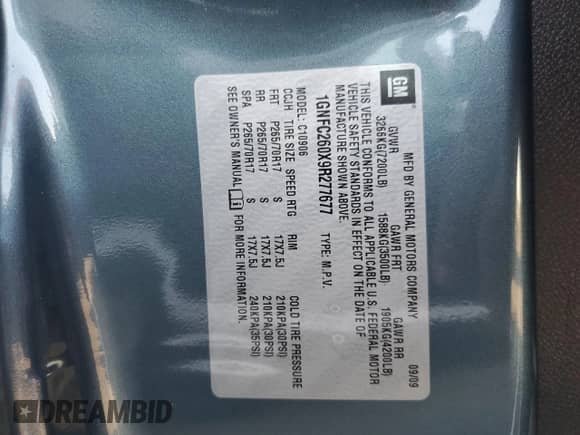 GM
MFD BY GENERAL MOTORS COMPANY 09/09
GVWR GAWR FRT GAWR RR
3266KG(7200LB) 1588KG(3500LB) 1905KG(4200LB)
THIS VEHICLE CONFORMS TO ALL APPLICABLE U.S. FEDERAL MOTOR
VEHICLE SAFETY STANDARDS IN EFFECT ON THE DATE OF
MANUFACTURE SHOWN ABOVE.
1GNFC260X9R277677 TYPE: M.P.V.
MODEL: C10906
CCJH TIRE SIZE SPEED RTG RIM COLD TIRE PRESSURE
FRT P265/70R17 S 17X7.5J 210KPA(30PSI)
RR P265/70R17 S 17X7.5J 210KPA(30PSI)
SPA P265/70R17 S 17X7.5J 240KPA(35PSI)
SEE OWNER'S MANUAL FOR MORE INFORMATION.
DREAMBID